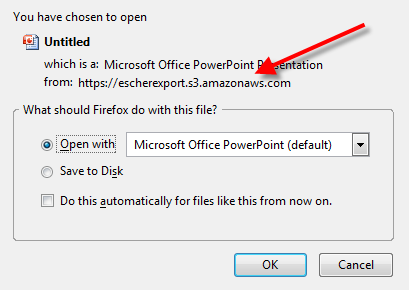 You have chosen to open
Untitled
which is a: Microsoft Office PowerPoint Presentation
from: https://escherexport.s3.amazonaws.com
What should Firefox do with this file?
Open with Microsoft Office PowerPoint (default)
Save to Disk
Do this automatically for files like this from now on.
OK Cancel